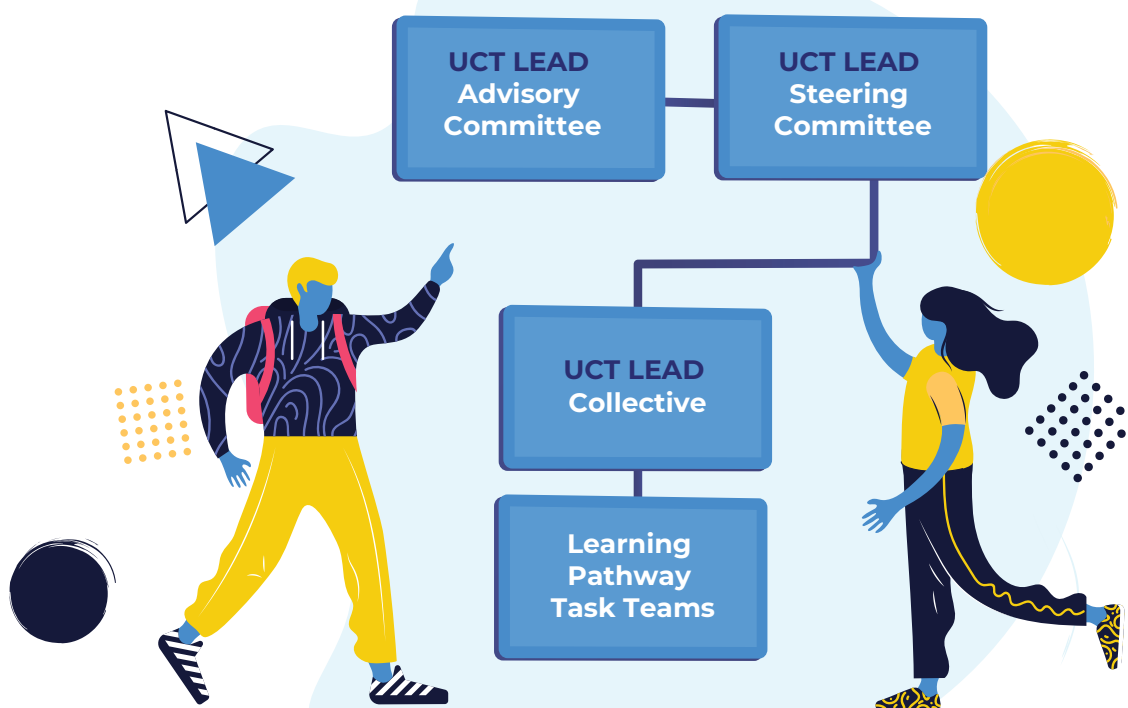 UCT LEAD
Advisory
Committee
UCT LEAD
Steering
Committee
UCT LEAD
Collective
Learning
Pathway
Task Teams